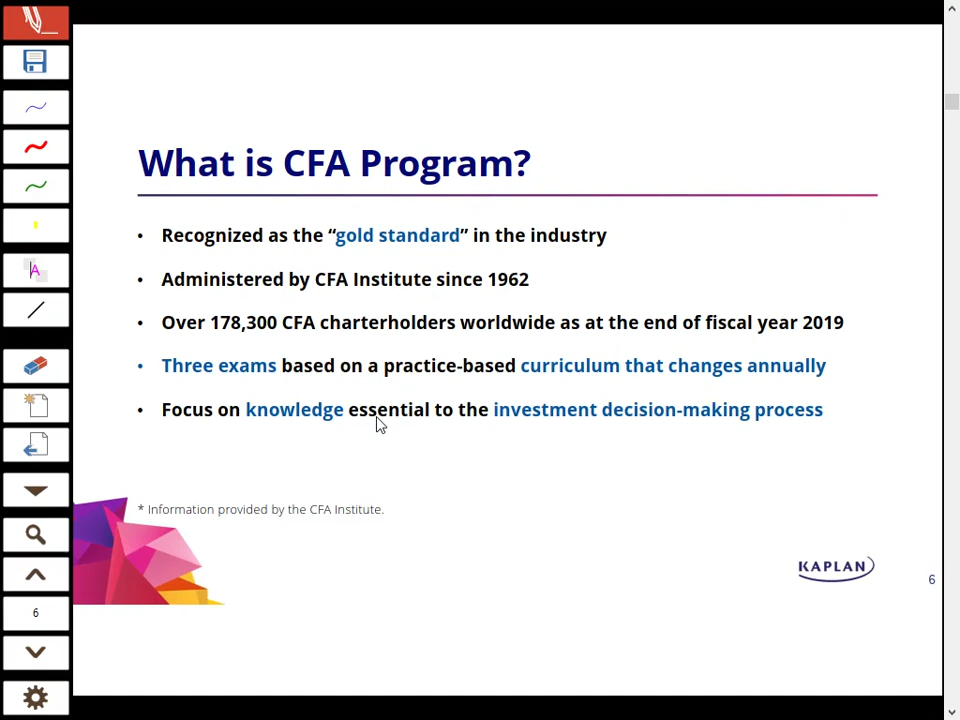 What is CFA Program?
• Recognized as the “gold standard” in the industry
• Administered by CFA Institute since 1962
• Over 178,300 CFA charterholders worldwide as at the end of fiscal year 2019
• Three exams based on a practice-based curriculum that changes annually
• Focus on knowledge essential to the investment decision-making process
* Information provided by the CFA Institute.
KAPLAN
6
A
6